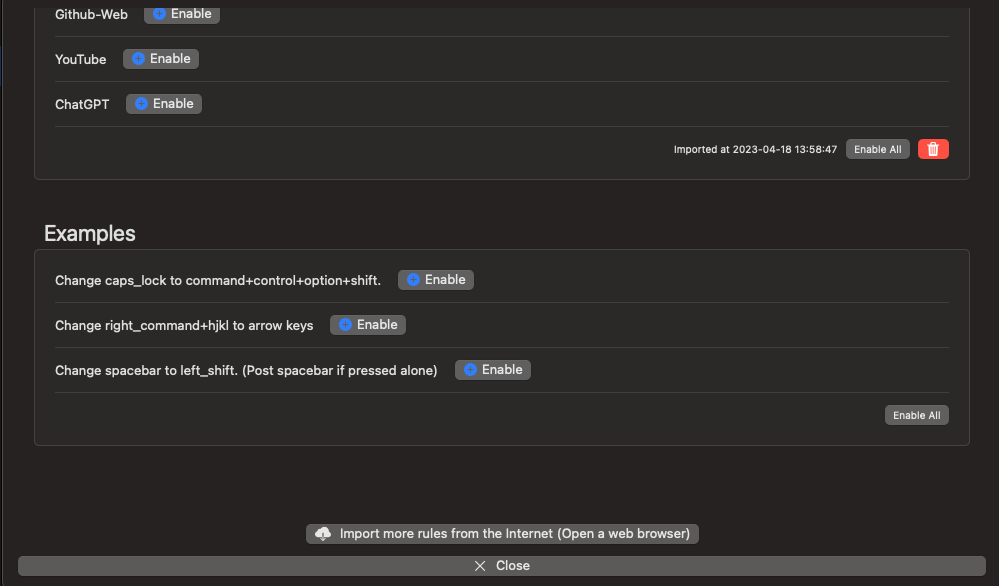 Github-Web Enable
YouTube Enable
ChatGPT Enable
Imported at 2023-04-18 13:58:47 Enable All
Examples
Change caps_lock to command+control+option+shift. Enable
Change right_command+hjkl to arrow keys Enable
Change spacebar to left_shift. (Post spacebar if pressed alone) Enable
Enable All
Import more rules from the Internet (Open a web browser)
Close